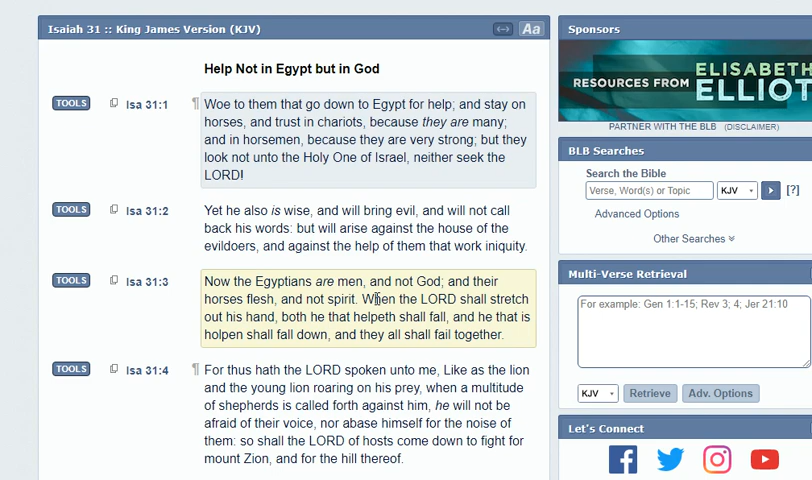 Isaiah 31 :: King James Version (KJV)
Aa
Help Not in Egypt but in God
TOOLS Isa 31:1 ¶ Woe to them that go down to Egypt for help; and stay on
horses, and trust in chariots, because they are many;
and in horsemen, because they are very strong; but they
look not unto the Holy One of Israel, neither seek the
LORD!
TOOLS Isa 31:2 Yet he also is wise, and will bring evil, and will not call
back his words: but will arise against the house of the
evildoers, and against the help of them that work iniquity.
TOOLS Isa 31:3 Now the Egyptians are men, and not God; and their
horses flesh, and not spirit. When the LORD shall stretch
out his hand, both he that helpeth shall fall, and he that is
holpen shall fall down, and they all shall fail together.
TOOLS Isa 31:4 ¶ For thus hath the LORD spoken unto me, Like as the lion
and the young lion roaring on his prey, when a multitude
of shepherds is called forth against him, he will not be
afraid of their voice, nor abase himself for the noise of
them: so shall the LORD of hosts come down to fight for
mount Zion, and for the hill thereof.
Sponsors
RESOURCES FROM ELISABETH
ELLIOT
PARTNER WITH THE BLB (DISCLAIMER)
BLB Searches
Search the Bible
Verse, Word(s) or Topic KJV [?]
Advanced Options
Other Searches
Multi-Verse Retrieval
For example: Gen 1:1-15; Rev 3; 4; Jer 21:10
KJV Retrieve Adv. Options
Let's Connect